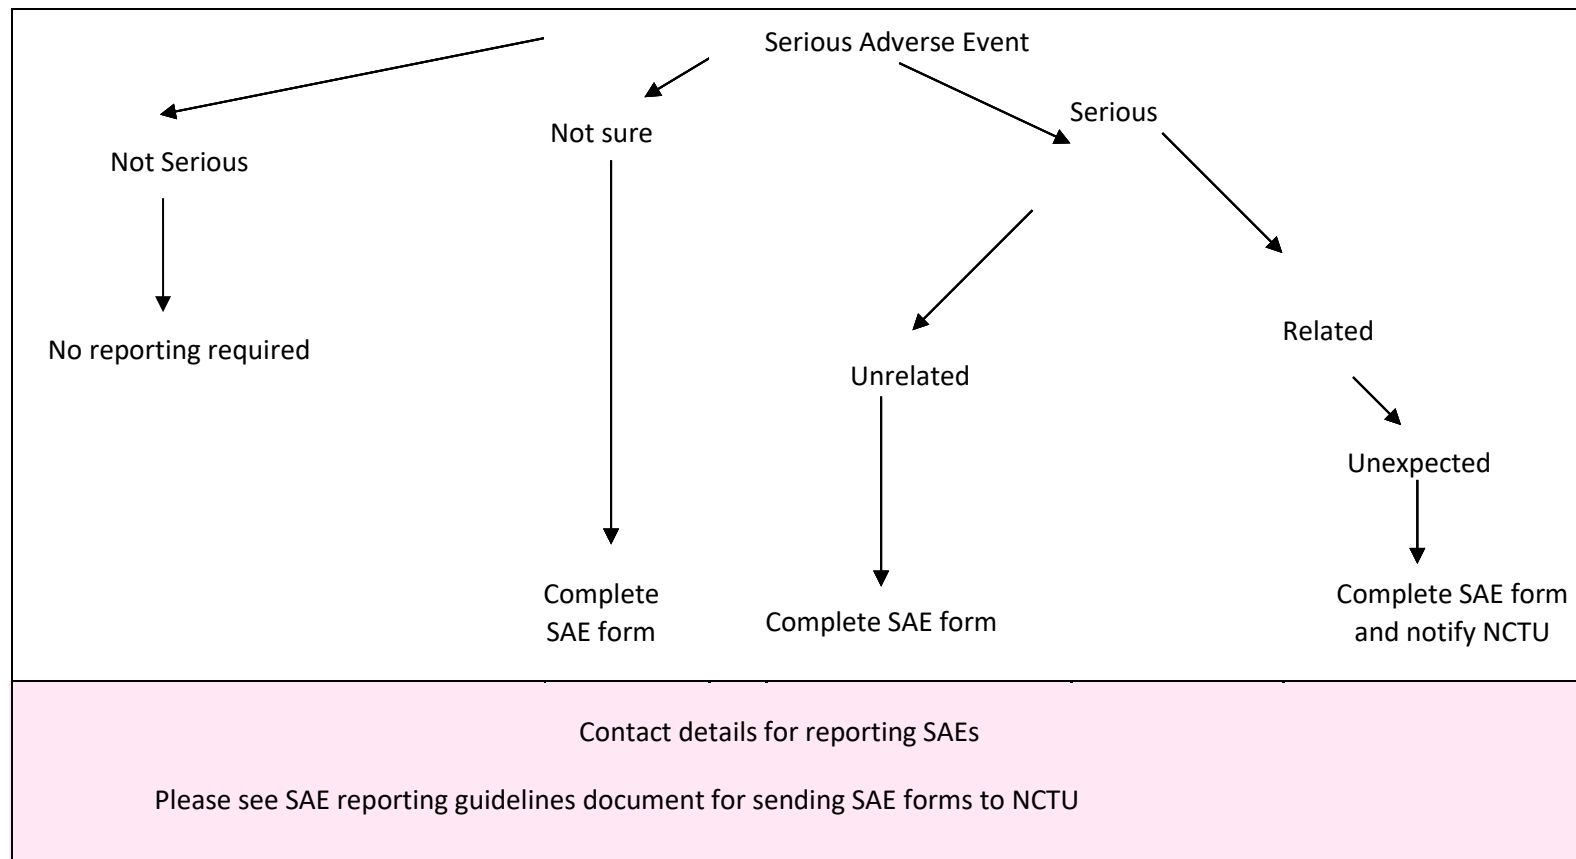 Serious Adverse Event
Serious
Not sure
Not Serious
Related
No reporting required
Unrelated
Unexpected
Complete
SAE form
Complete SAE form
Complete SAE form
and notify NCTU
Contact details for reporting SAEs
Please see SAE reporting guidelines document for sending SAE forms to NCTU